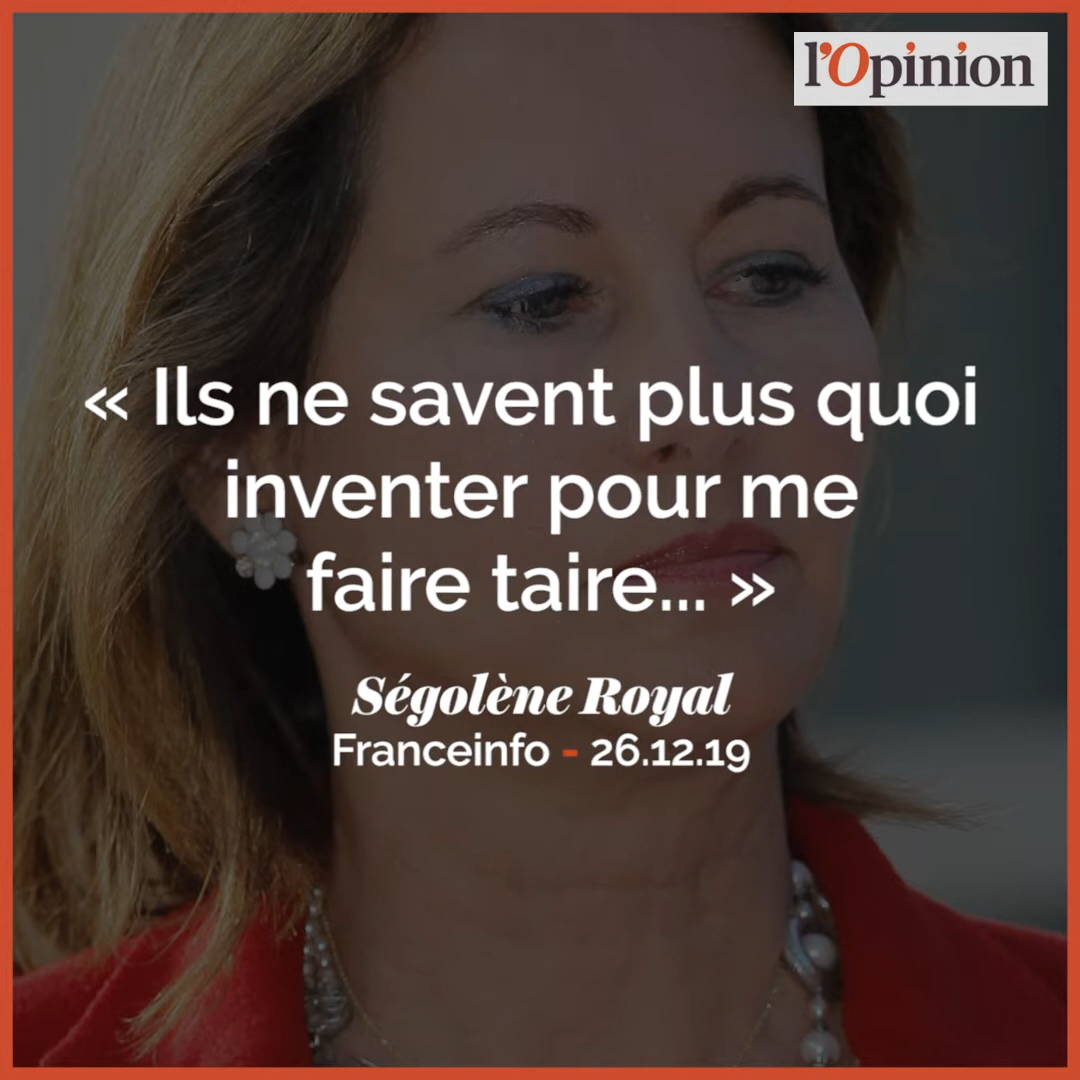 l'Opinion
« Ils ne savent plus quoi
inventer pour me
faire taire... »
Ségolène Royal
Franceinfo - 26.12.19